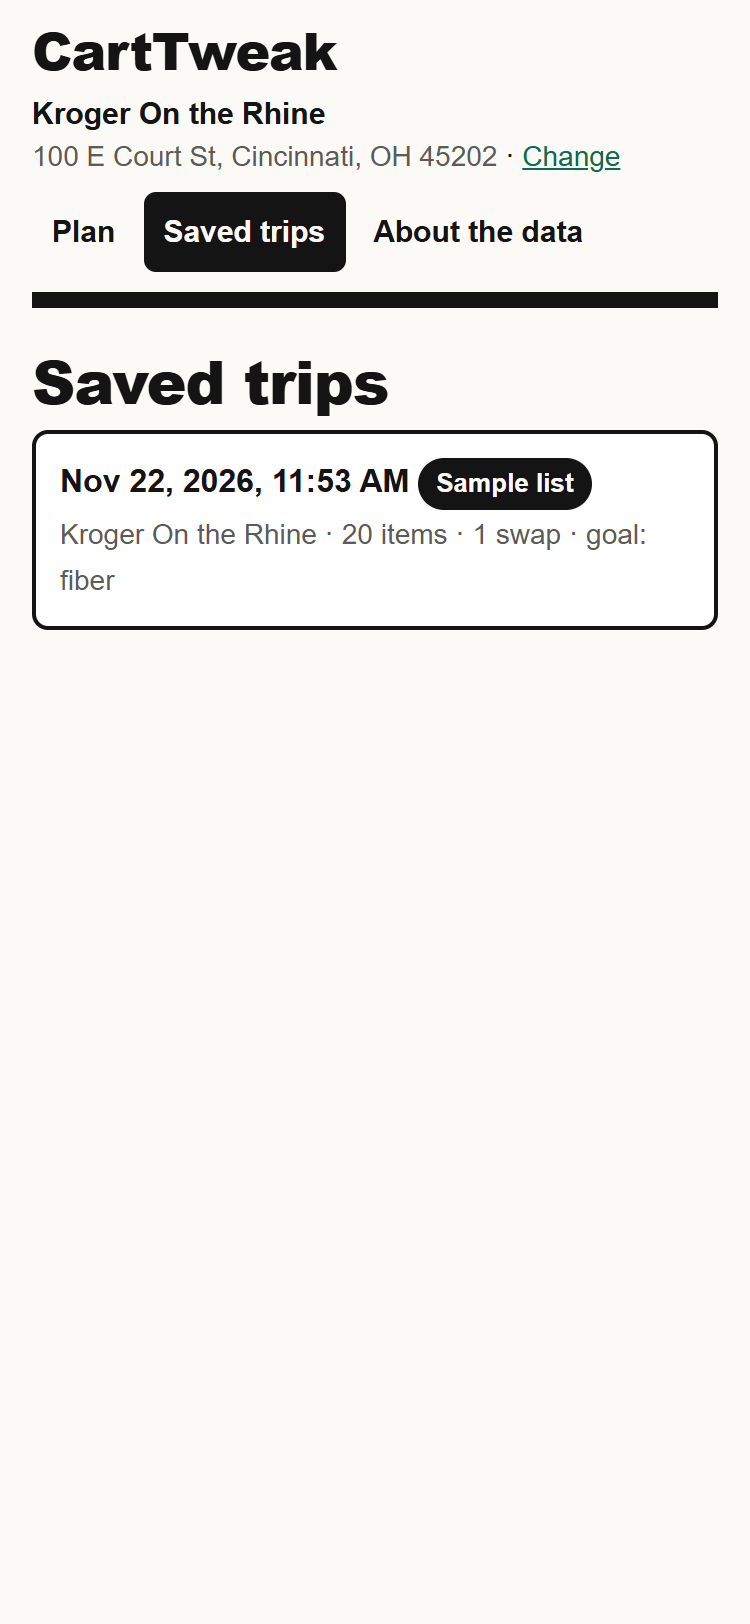 CartTweak
Kroger On the Rhine
100 E Court St, Cincinnati, OH 45202 · Change
Plan Saved trips About the data
Saved trips
Nov 22, 2026, 11:53 AM Sample list
Kroger On the Rhine · 20 items · 1 swap · goal:
fiber